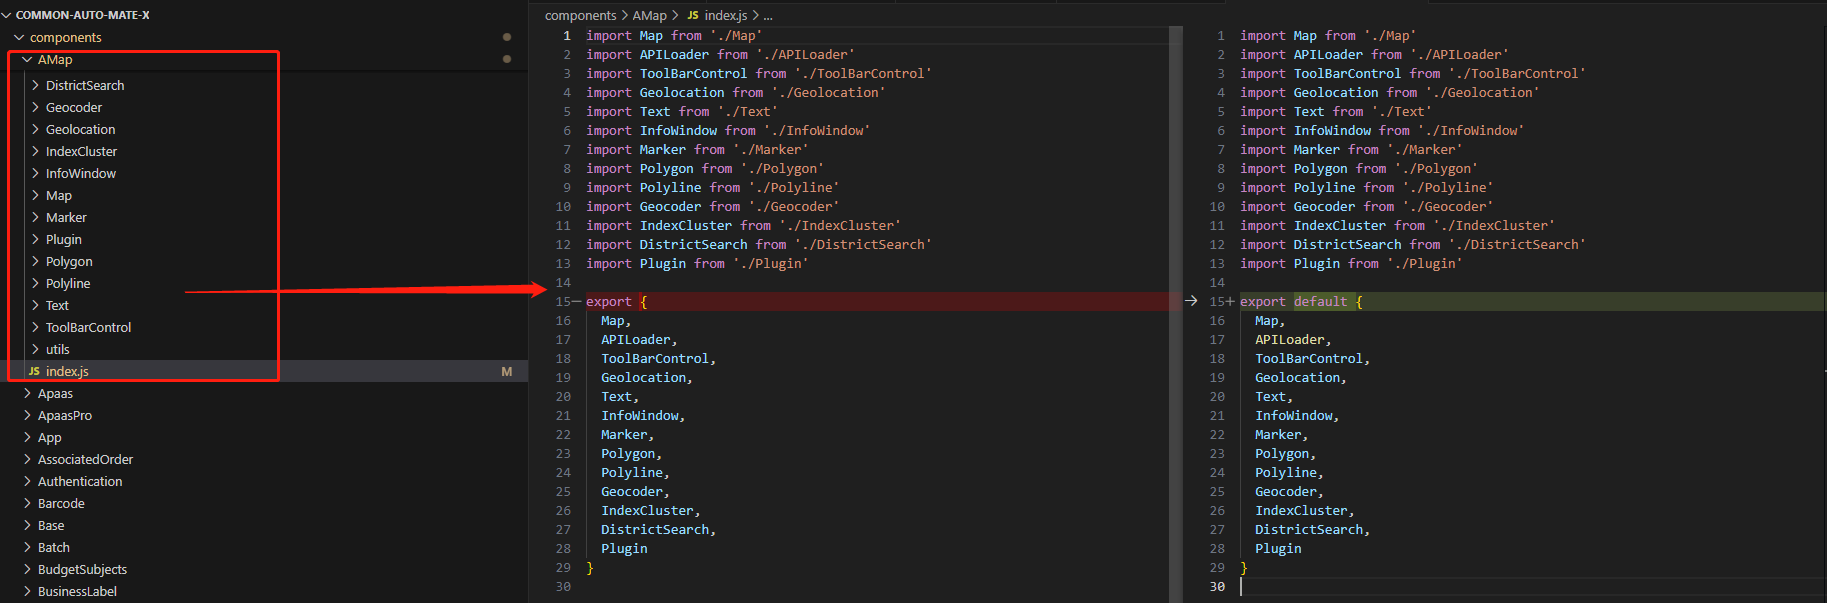 COMMON-AUTO-MATE-X
components
AMap
DistrictSearch
Geocoder
Geolocation
IndexCluster
InfoWindow
Map
Marker
Plugin
Polygon
Polyline
Text
ToolBarControl
utils
JS index.js M
Apaas
ApaasPro
App
AssociatedOrder
Authentication
Barcode
Base
Batch
BudgetSubjects
BusinessLabel
components > AMap > JS index.js > ...
1 import Map from './Map'
2 import APILoader from './APILoader'
3 import ToolBarControl from './ToolBarControl'
4 import Geolocation from './Geolocation'
5 import Text from './Text'
6 import InfoWindow from './InfoWindow'
7 import Marker from './Marker'
8 import Polygon from './Polygon'
9 import Polyline from './Polyline'
10 import Geocoder from './Geocoder'
11 import IndexCluster from './IndexCluster'
12 import DistrictSearch from './DistrictSearch'
13 import Plugin from './Plugin'
14
15— export {
16 Map,
17 APILoader,
18 ToolBarControl,
19 Geolocation,
20 Text,
21 InfoWindow,
22 Marker,
23 Polygon,
24 Polyline,
25 Geocoder,
26 IndexCluster,
27 DistrictSearch,
28 Plugin
29 }
30
1 import Map from './Map'
2 import APILoader from './APILoader'
3 import ToolBarControl from './ToolBarControl'
4 import Geolocation from './Geolocation'
5 import Text from './Text'
6 import InfoWindow from './InfoWindow'
7 import Marker from './Marker'
8 import Polygon from './Polygon'
9 import Polyline from './Polyline'
10 import Geocoder from './Geocoder'
11 import IndexCluster from './IndexCluster'
12 import DistrictSearch from './DistrictSearch'
13 import Plugin from './Plugin'
14
15+ export default {
16 Map,
17 APILoader,
18 ToolBarControl,
19 Geolocation,
20 Text,
21 InfoWindow,
22 Marker,
23 Polygon,
24 Polyline,
25 Geocoder,
26 IndexCluster,
27 DistrictSearch,
28 Plugin
29 }
30